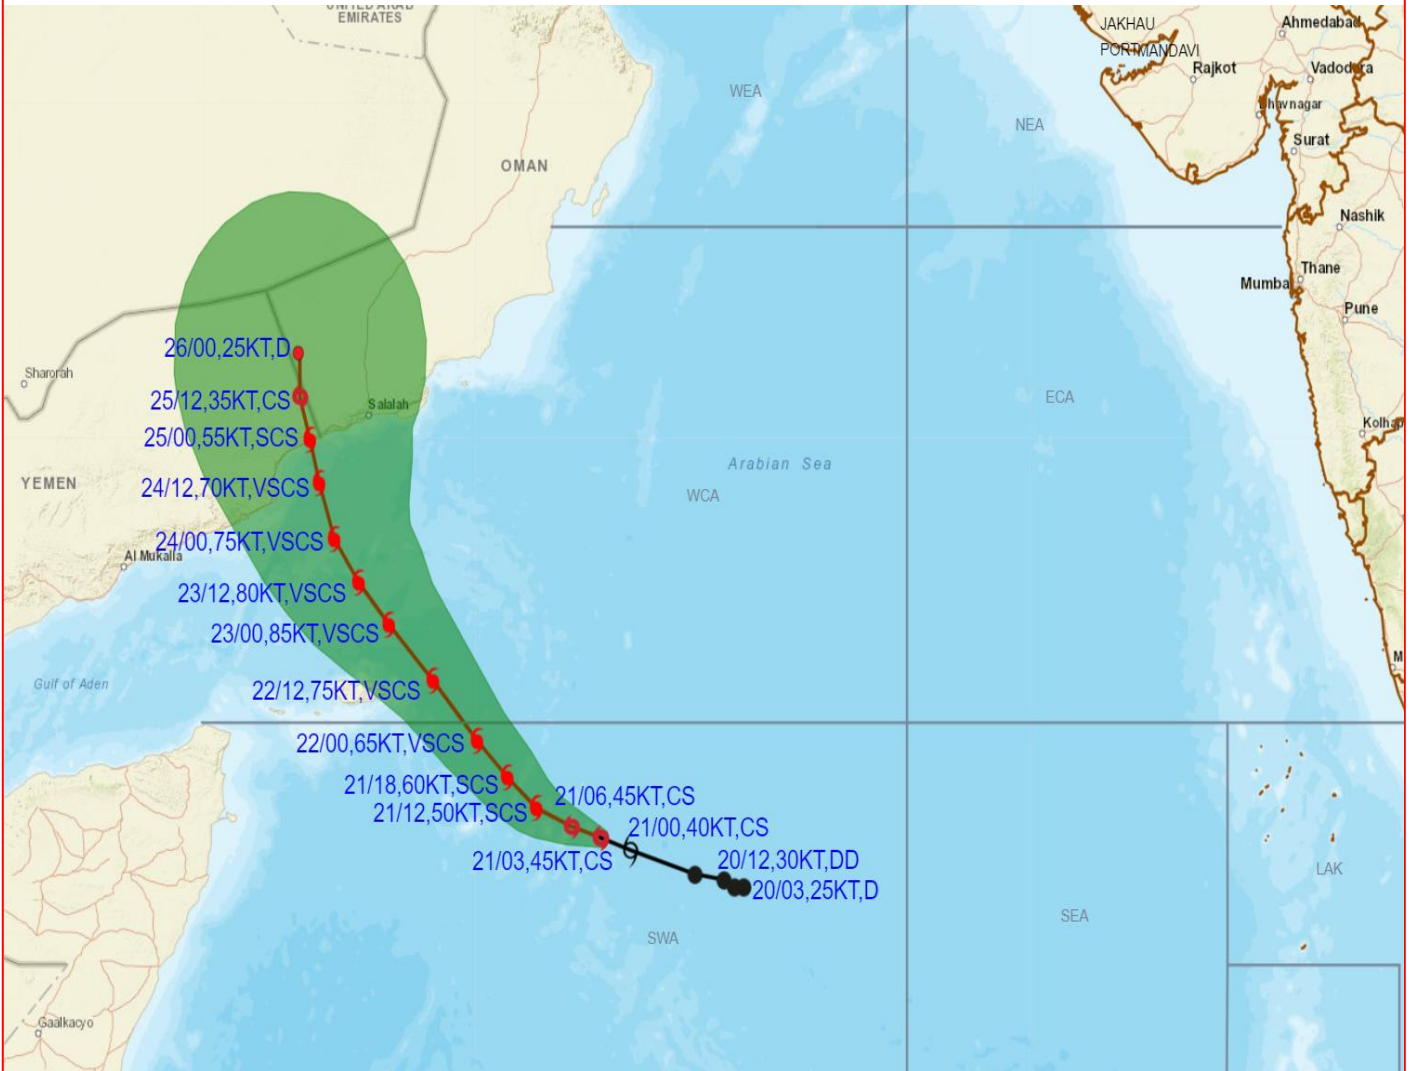 UNITED ARAB
EMIRATES
JAKHAU
PORTMANDAVI
Ahmedabad
Rajkot
Vadodara
Bhavnagar
Surat
WEA
NEA
OMAN
Nashik
Thane
Mumba
Pune
26/00,25KT,D
Sharorah
25/12,35KT,CS
Salalah
ECA
25/00,55KT,SCS
Kolhap
Arabian Sea
YEMEN
24/12,70KT,VSCS
WCA
24/00,75KT,VSCS
Al Mukalla
23/12,80KT,VSCS
23/00,85KT,VSCS
M
Gulf of Aden
22/12,75KT,VSCS
22/00,65KT,VSCS
21/18,60KT,SCS
21/06,45KT,CS
21/12,50KT,SCS
21/00,40KT,CS
21/03,45KT,CS
20/12,30KT,DD
20/03,25KT,D
LAK
SEA
SWA
Gaalkacyo